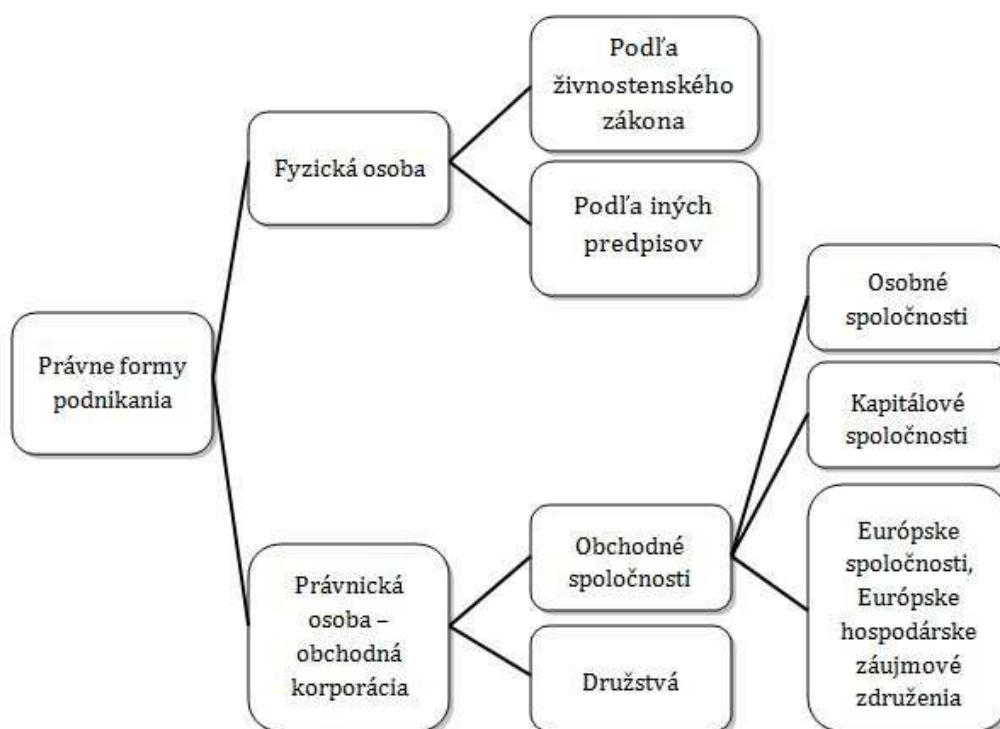 Právne formy
podnikania
Fyzická osoba
Podľa
živnostenského
zákona
Podľa iných
predpisov
Právnická
osoba –
obchodná
korporácia
Obchodné
spoločnosti
Družstvá
Osobné
spoločnosti
Kapitálové
spoločnosti
Európske
spoločnosti,
Európske
hospodárske
záujmové
združenia